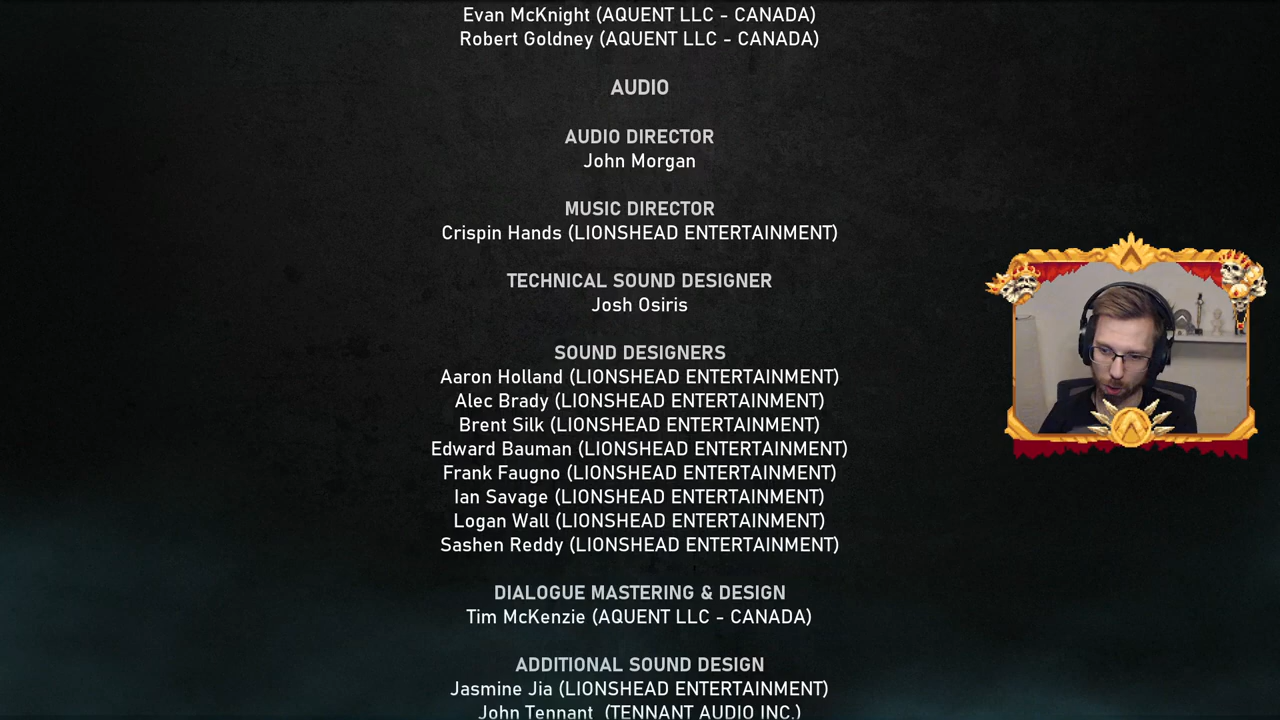 Evan McKnight (AQUENT LLC - CANADA)
Robert Goldney (AQUENT LLC - CANADA)
AUDIO
AUDIO DIRECTOR
John Morgan
MUSIC DIRECTOR
Crispin Hands (LIONSHEAD ENTERTAINMENT)
TECHNICAL SOUND DESIGNER
Josh Osiris
SOUND DESIGNERS
Aaron Holland (LIONSHEAD ENTERTAINMENT)
Alec Brady (LIONSHEAD ENTERTAINMENT)
Brent Silk (LIONSHEAD ENTERTAINMENT)
Edward Bauman (LIONSHEAD ENTERTAINMENT)
Frank Faugno (LIONSHEAD ENTERTAINMENT)
Ian Savage (LIONSHEAD ENTERTAINMENT)
Logan Wall (LIONSHEAD ENTERTAINMENT)
Sashen Reddy (LIONSHEAD ENTERTAINMENT)
DIALOGUE MASTERING & DESIGN
Tim McKenzie (AQUENT LLC - CANADA)
ADDITIONAL SOUND DESIGN
Jasmine Jia (LIONSHEAD ENTERTAINMENT)
John Tennant (TENNANT AUDIO INC.)